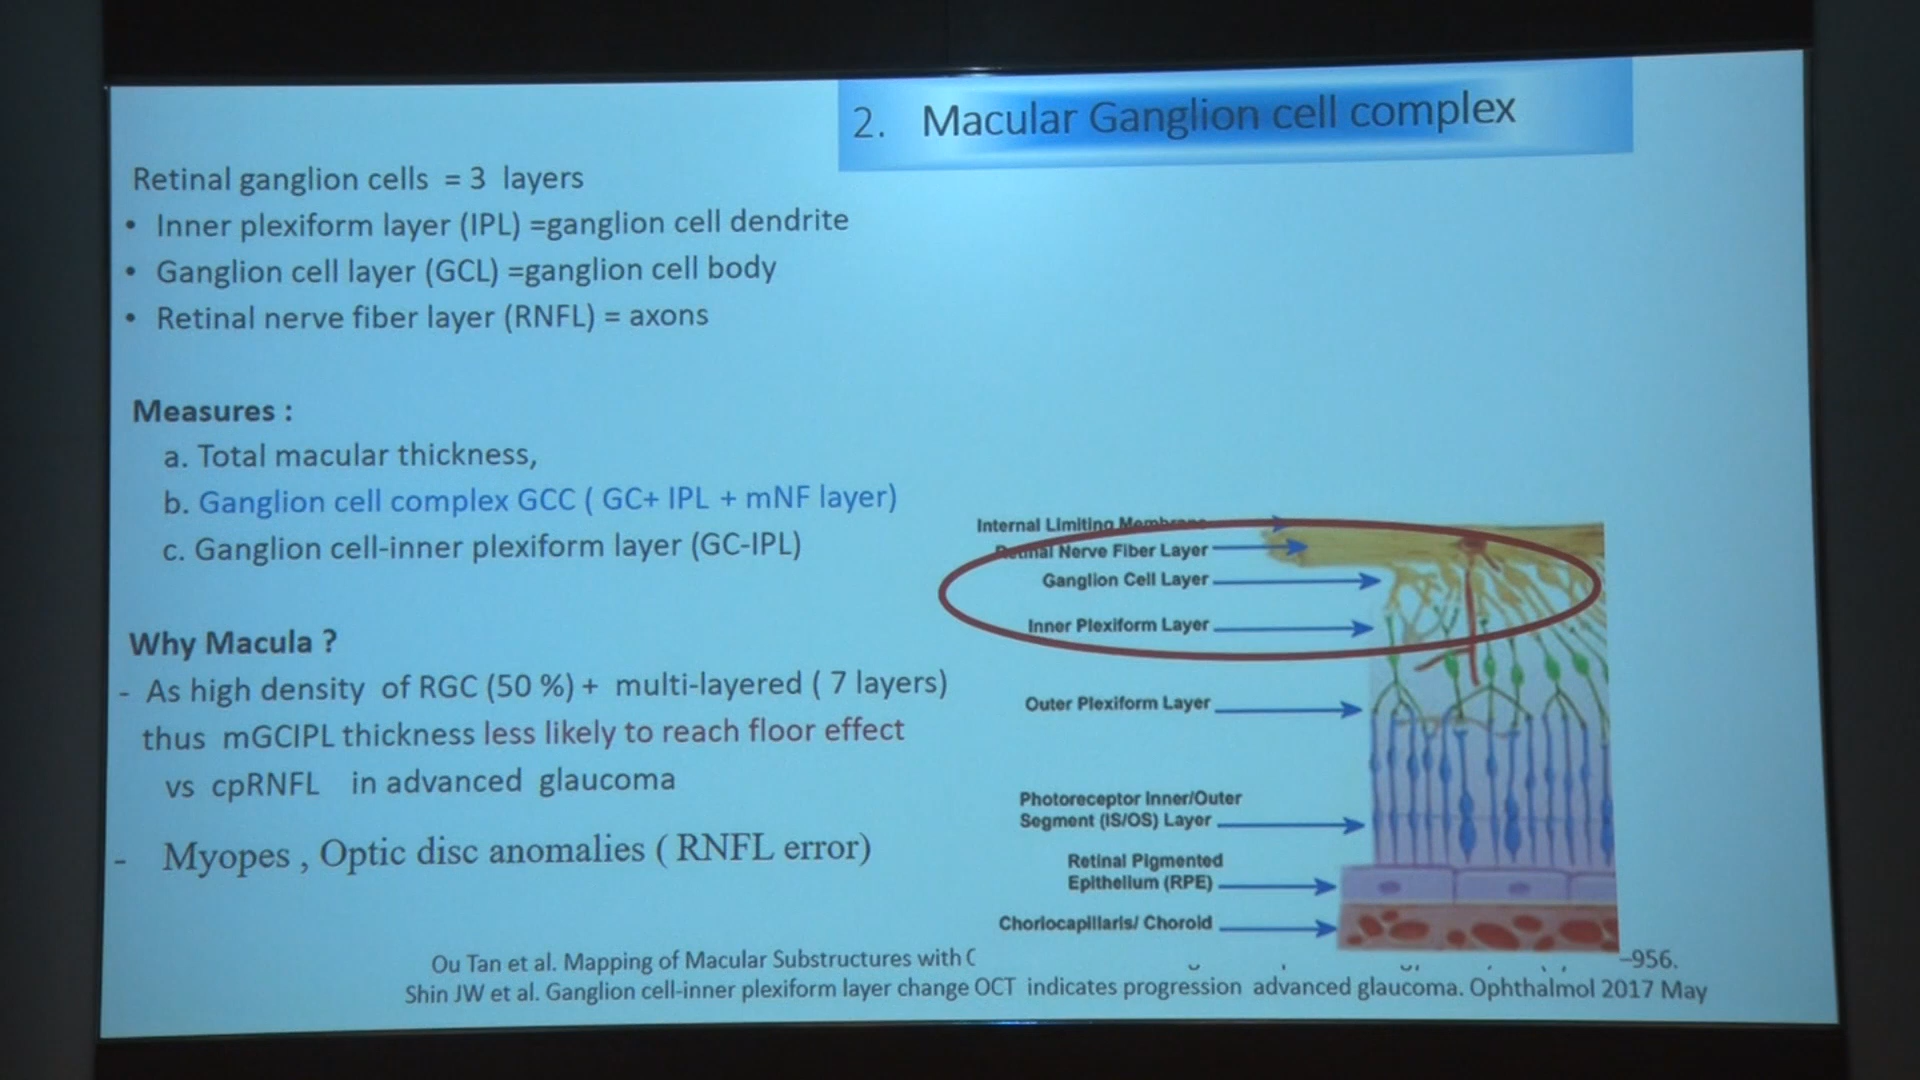 2. Macular Ganglion cell complex
Retinal ganglion cells = 3 layers
• Inner plexiform layer (IPL) =ganglion cell dendrite
• Ganglion cell layer (GCL) =ganglion cell body
• Retinal nerve fiber layer (RNFL) = axons
Measures :
a. Total macular thickness,
b. Ganglion cell complex GCC ( GC+ IPL + mNF layer)
c. Ganglion cell-inner plexiform layer (GC-IPL)
Why Macula ?
- As high density of RGC (50 %) + multi-layered ( 7 layers)
thus mGCIPL thickness less likely to reach floor effect
vs cpRNFL in advanced glaucoma
- Myopes , Optic disc anomalies ( RNFL error)
Internal Limiting Membrane
Retinal Nerve Fiber Layer
Ganglion Cell Layer
Inner Plexiform Layer
Outer Plexiform Layer
Photoreceptor Inner/Outer
Segment (IS/OS) Layer
Retinal Pigmented
Epithelium (RPE)
Choriocapillaris/ Choroid
Ou Tan et al. Mapping of Macular Substructures with –956.
Shin JW et al. Ganglion cell-inner plexiform layer change OCT indicates progression advanced glaucoma. Ophthalmol 2017 May